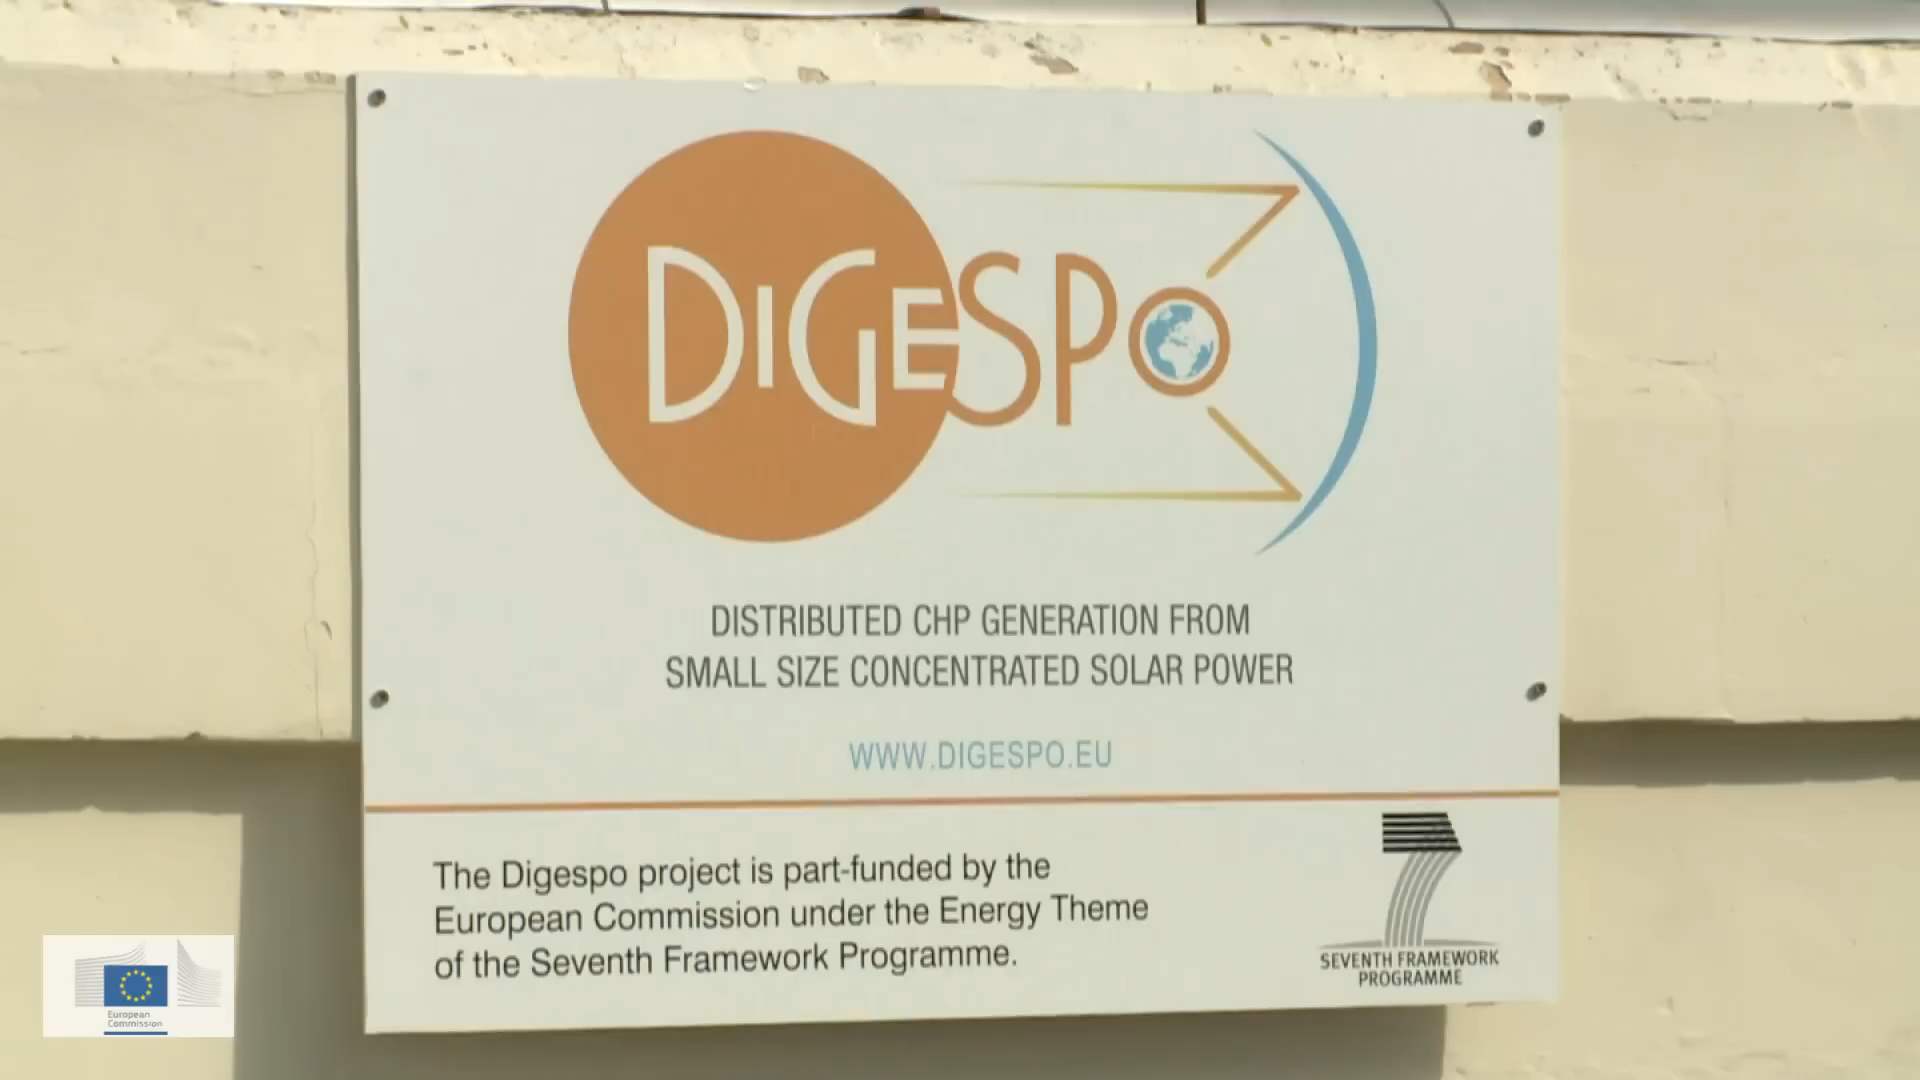 DIGESPO
DISTRIBUTED CHP GENERATION FROM
SMALL SIZE CONCENTRATED SOLAR POWER
WWW.DIGESPO.EU
The Digespo project is part-funded by the
European Commission under the Energy Theme
of the Seventh Framework Programme.
SEVENTH FRAMEWORK
PROGRAMME
European
Commission